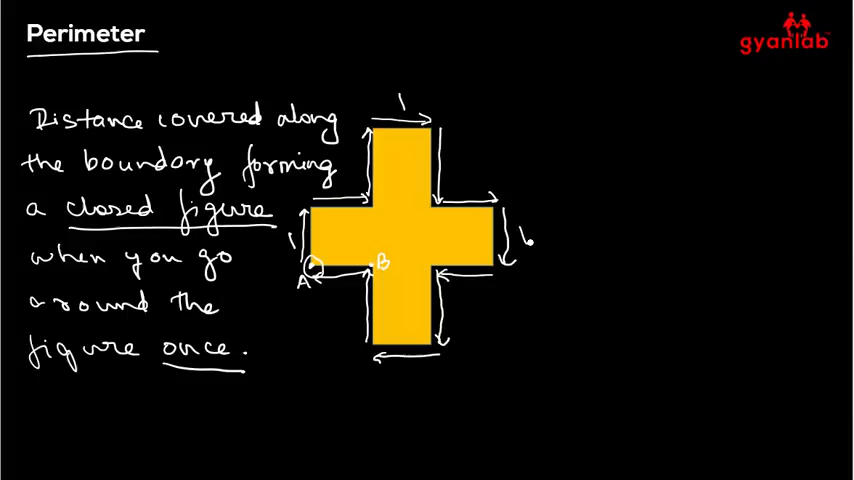 Perimeter
gyanlab
Distance covered along
the boundary forming
a closed figure
when you go
around the
figure once.
1
1
1.
A
B